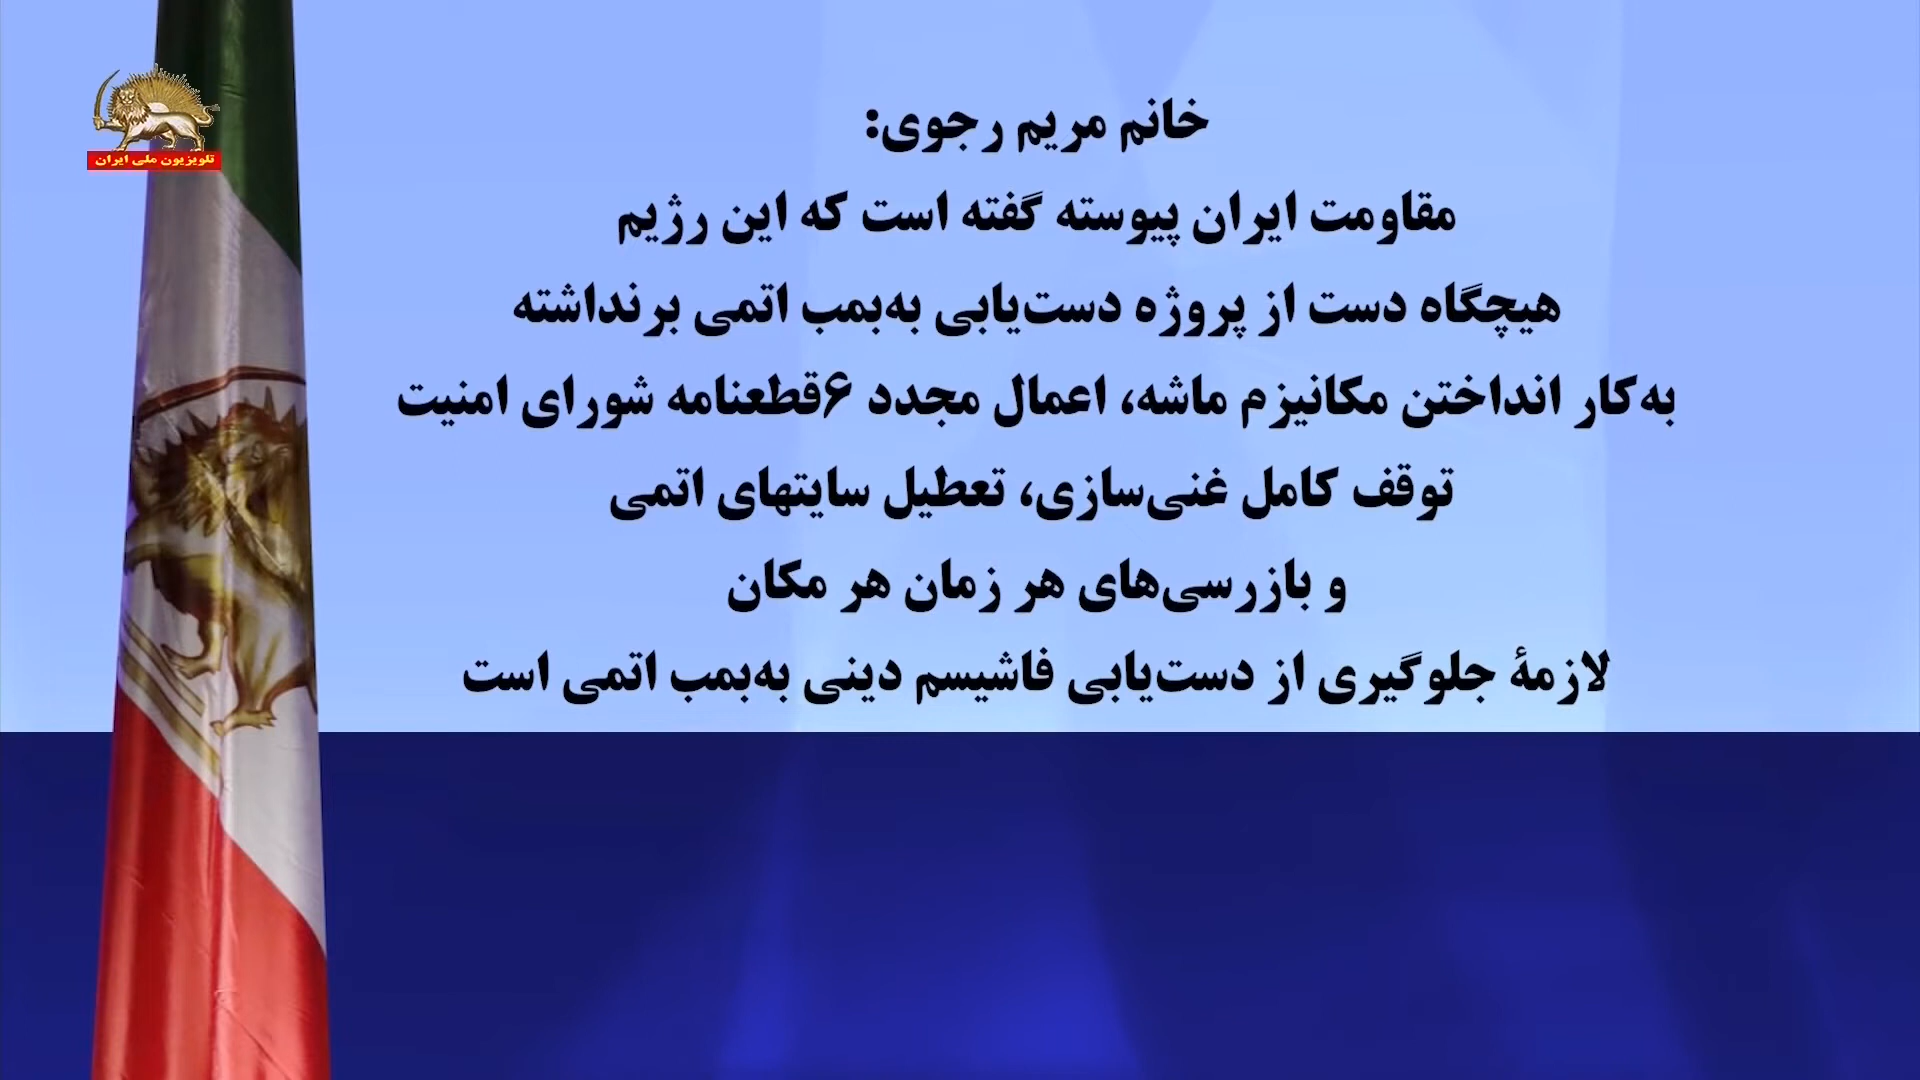 تلویزیون ملی ایران
خانم مریم رجوی:
مقاومت ایران پیوسته گفته است که این رژیم
هیچگاه دست از پروژه دست‌یابی به‌بمب اتمی برنداشته
به‌کار انداختن مکانیزم ماشه، اعمال مجدد ۶قطعنامه شورای امنیت
توقف کامل غنی‌سازی، تعطیل سایتهای اتمی
و بازرسی‌های هر زمان هر مکان
لازمهٔ جلوگیری از دست‌یابی فاشیسم دینی به‌بمب اتمی است